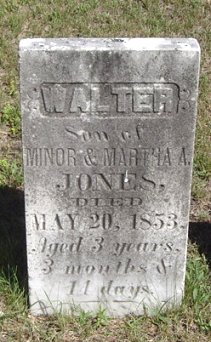 WALTER
Son of
MINOR & MARTHA A.
JONES,
DIED
MAY 20, 1853.
Aged 3 years.
3 months &
11 days